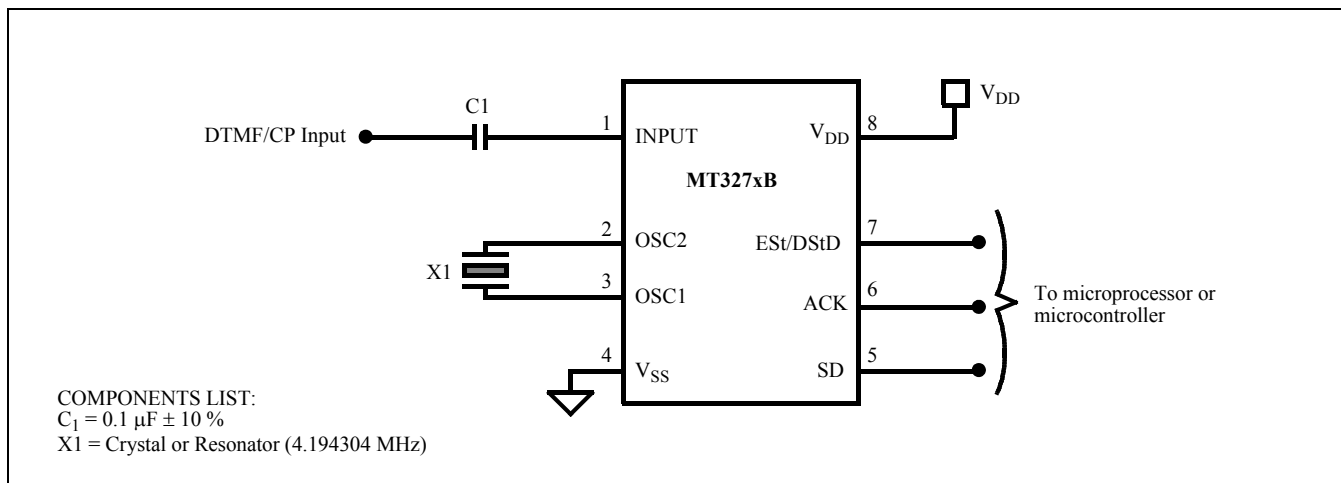 C1
V_DD
DTMF/CP Input
1
INPUT
V_DD
8
MT327xB
2
OSC2
ESt/DStD
7
X1
3
OSC1
ACK
6
To microprocessor or
microcontroller
4
V_SS
SD
5
COMPONENTS LIST:
C_1 = 0.1 μF ± 10 %
X1 = Crystal or Resonator (4.194304 MHz)